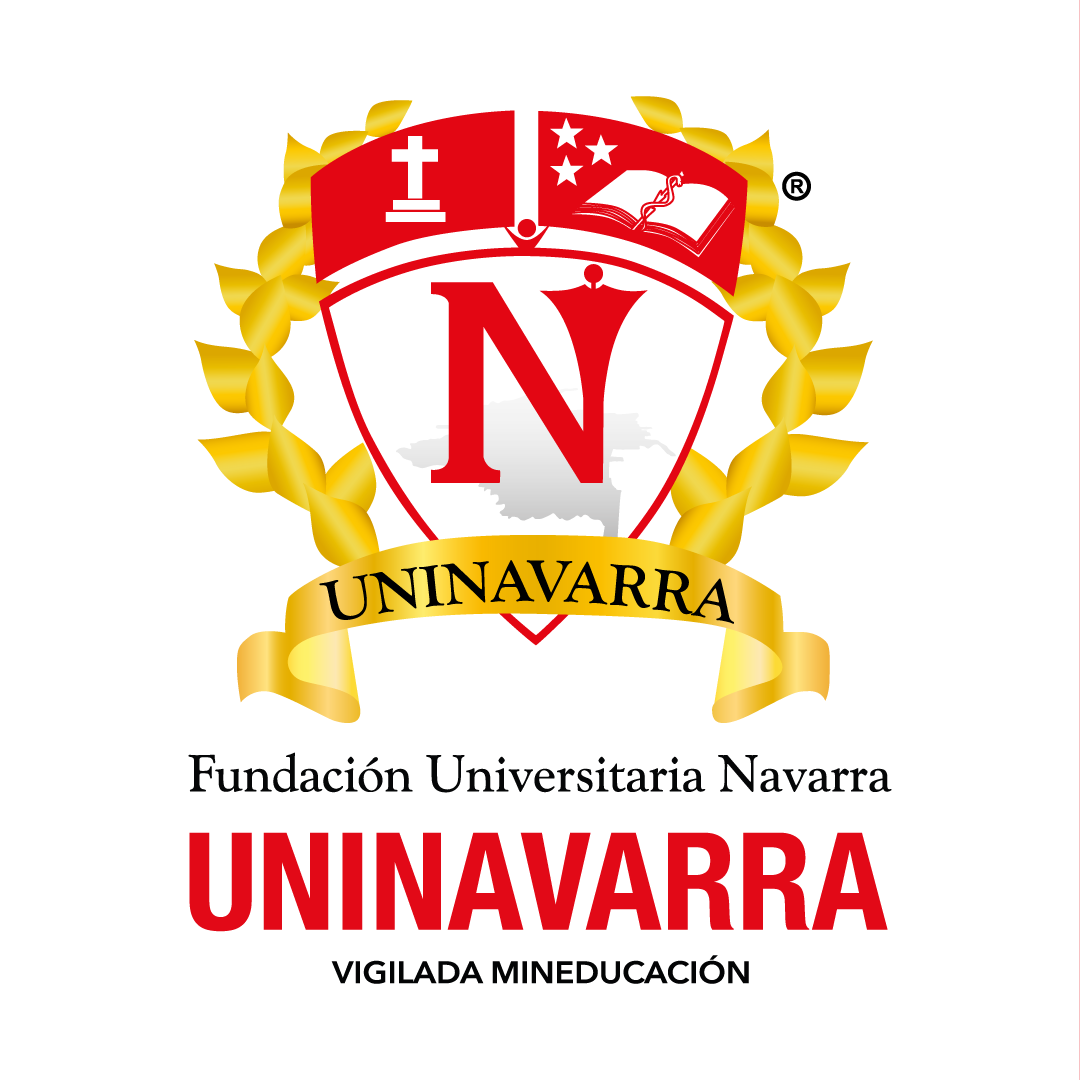 ®
N
UNINAVARRA
Fundación Universitaria Navarra
UNINAVARRA
VIGILADA MINEDUCACIÓN